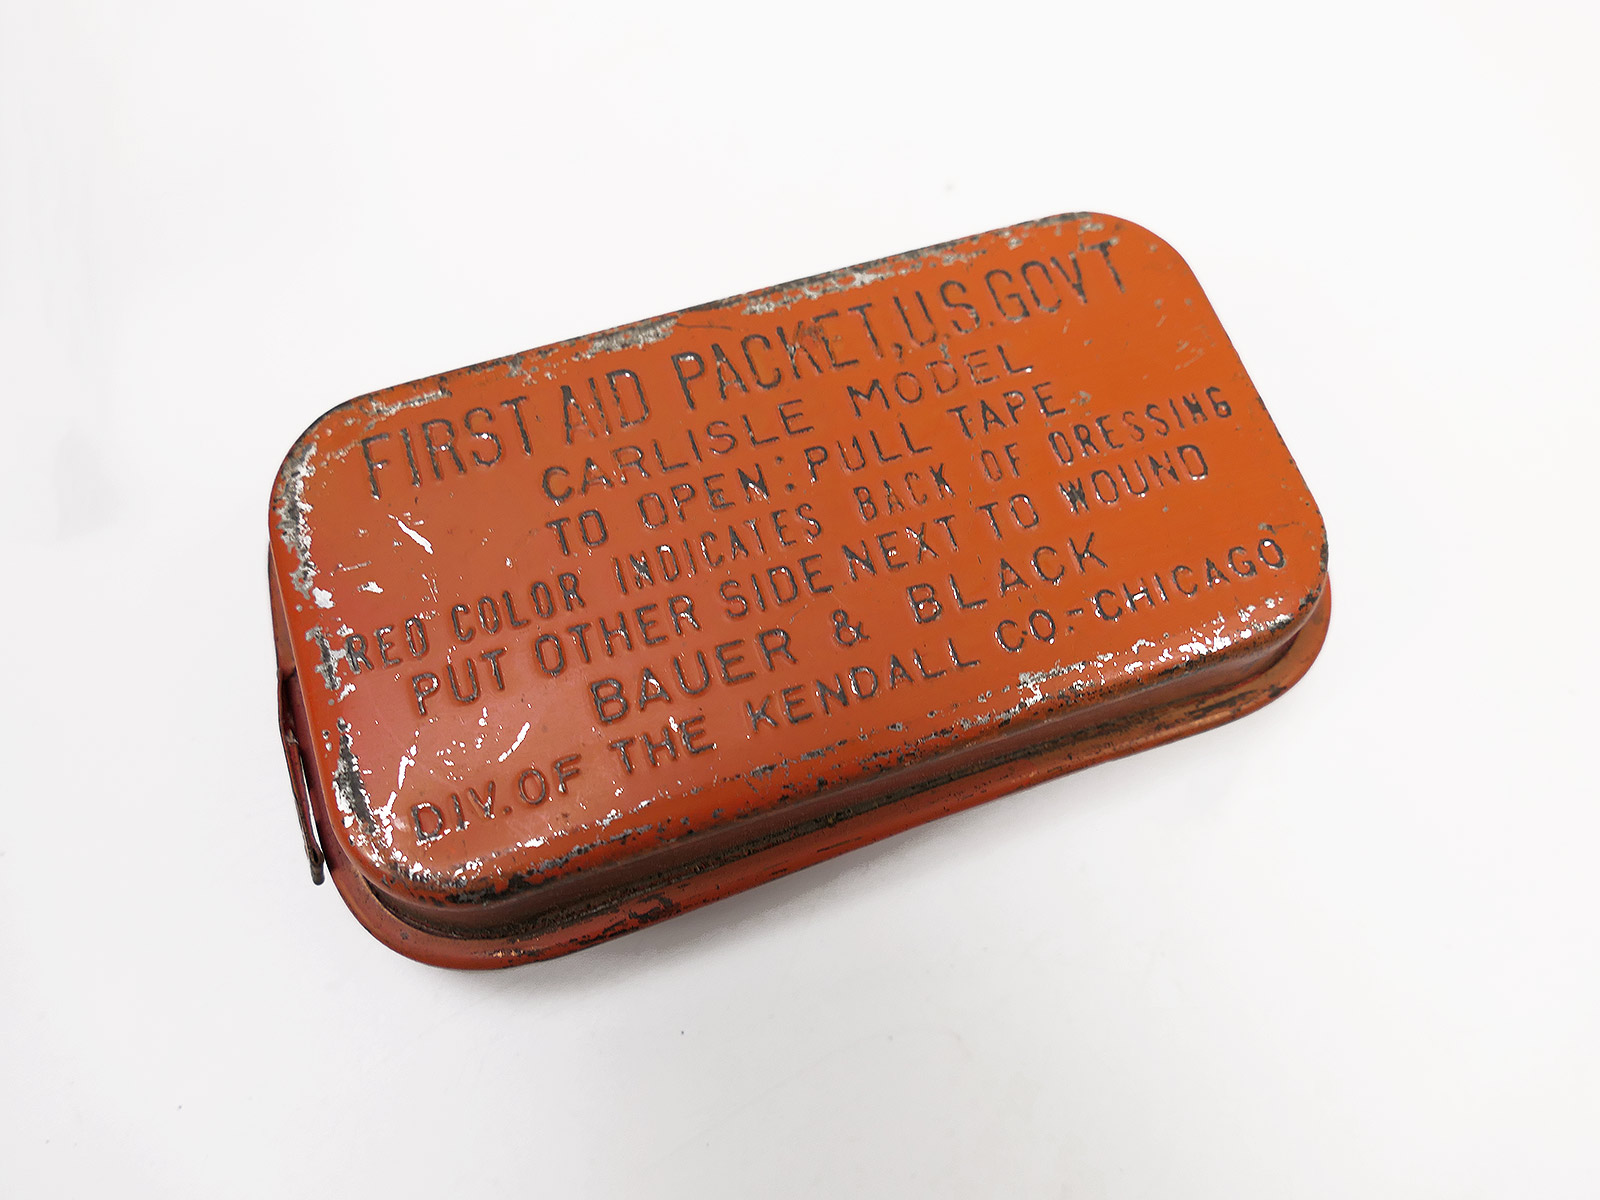 FIRST AID PACKET, U.S. GOV'T
CARLISLE MODEL
TO OPEN: PULL TAPE
RED COLOR INDICATES BACK OF DRESSING
PUT OTHER SIDE NEXT TO WOUND
BAUER & BLACK
DIV. OF THE KENDALL CO-CHICAGO